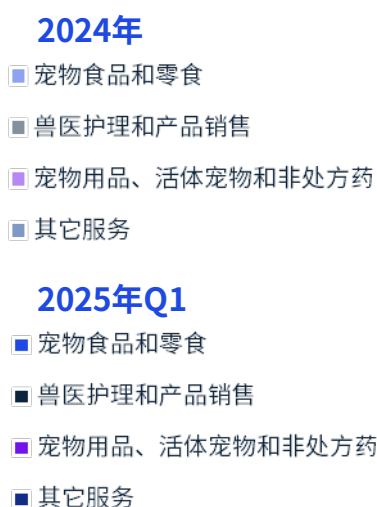 2024年
宠物食品和零食
兽医护理和产品销售
宠物用品、活体宠物和非处方药
其它服务
2025年Q1
宠物食品和零食
兽医护理和产品销售
宠物用品、活体宠物和非处方药
其它服务